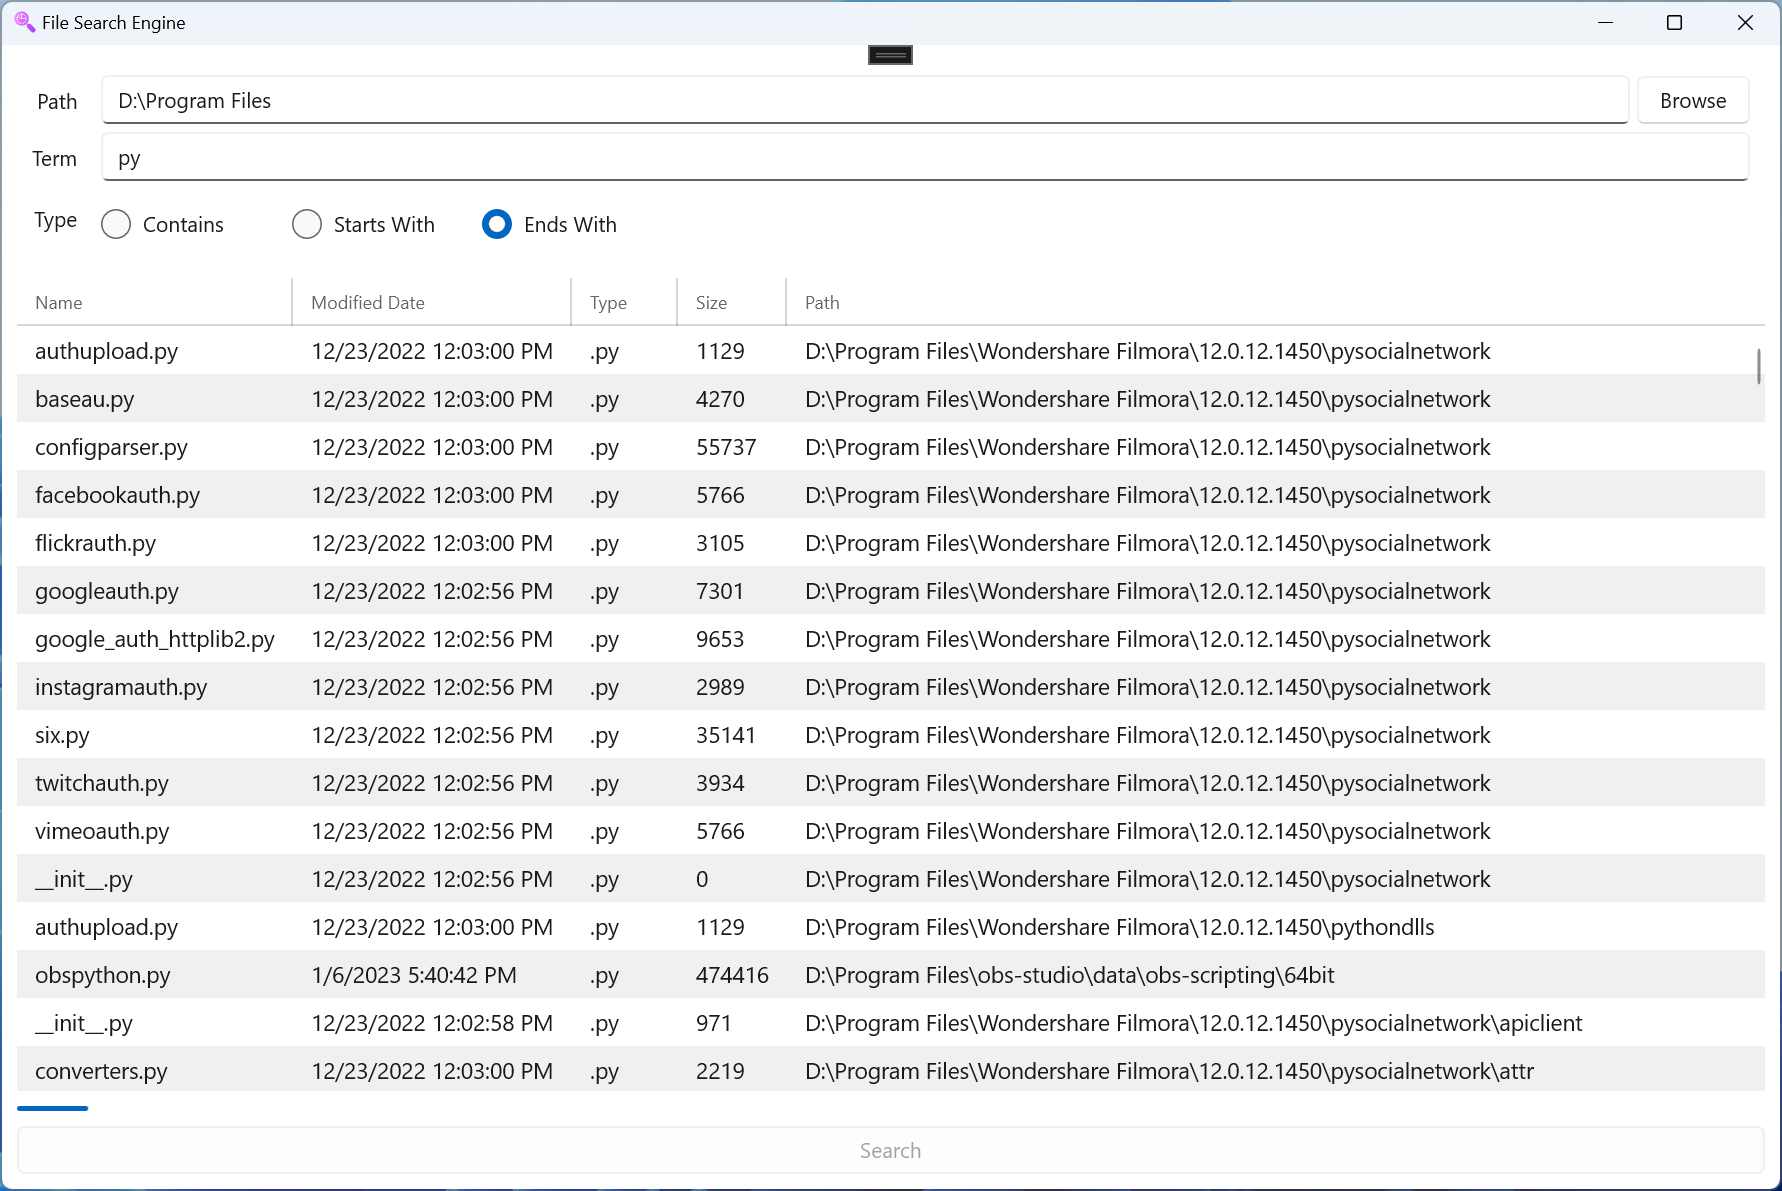 File Search Engine
Path D:\Program Files Browse
Term py
Type Contains Starts With Ends With
Name Modified Date Type Size Path
authupload.py 12/23/2022 12:03:00 PM .py 1129 D:\Program Files\Wondershare Filmora\12.0.12.1450\pysocialnetwork
baseau.py 12/23/2022 12:03:00 PM .py 4270 D:\Program Files\Wondershare Filmora\12.0.12.1450\pysocialnetwork
configparser.py 12/23/2022 12:03:00 PM .py 55737 D:\Program Files\Wondershare Filmora\12.0.12.1450\pysocialnetwork
facebookauth.py 12/23/2022 12:03:00 PM .py 5766 D:\Program Files\Wondershare Filmora\12.0.12.1450\pysocialnetwork
flickrauth.py 12/23/2022 12:03:00 PM .py 3105 D:\Program Files\Wondershare Filmora\12.0.12.1450\pysocialnetwork
googleauth.py 12/23/2022 12:02:56 PM .py 7301 D:\Program Files\Wondershare Filmora\12.0.12.1450\pysocialnetwork
google_auth_httplib2.py 12/23/2022 12:02:56 PM .py 9653 D:\Program Files\Wondershare Filmora\12.0.12.1450\pysocialnetwork
instagramauth.py 12/23/2022 12:02:56 PM .py 2989 D:\Program Files\Wondershare Filmora\12.0.12.1450\pysocialnetwork
six.py 12/23/2022 12:02:56 PM .py 35141 D:\Program Files\Wondershare Filmora\12.0.12.1450\pysocialnetwork
twitchauth.py 12/23/2022 12:02:56 PM .py 3934 D:\Program Files\Wondershare Filmora\12.0.12.1450\pysocialnetwork
vimeoauth.py 12/23/2022 12:02:56 PM .py 5766 D:\Program Files\Wondershare Filmora\12.0.12.1450\pysocialnetwork
__init__.py 12/23/2022 12:02:56 PM .py 0 D:\Program Files\Wondershare Filmora\12.0.12.1450\pysocialnetwork
authupload.py 12/23/2022 12:03:00 PM .py 1129 D:\Program Files\Wondershare Filmora\12.0.12.1450\pythondlls
obspython.py 1/6/2023 5:40:42 PM .py 474416 D:\Program Files\obs-studio\data\obs-scripting\64bit
__init__.py 12/23/2022 12:02:58 PM .py 971 D:\Program Files\Wondershare Filmora\12.0.12.1450\pysocialnetwork\apiclient
converters.py 12/23/2022 12:03:00 PM .py 2219 D:\Program Files\Wondershare Filmora\12.0.12.1450\pysocialnetwork\attr
Search